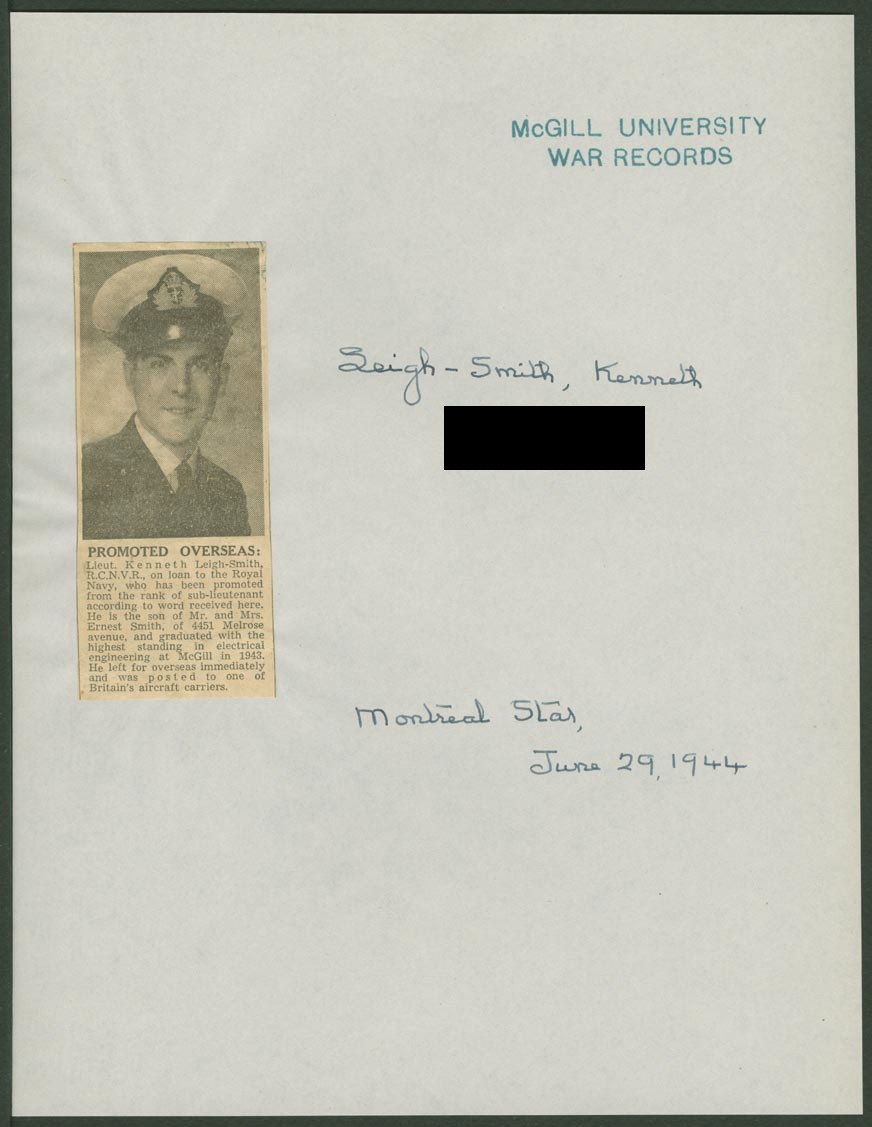 McGILL UNIVERSITY
WAR RECORDS
Leigh-Smith, Kenneth
PROMOTED OVERSEAS:
Lieut. Kenneth Leigh-Smith,
R.C.N.V.R., on loan to the Royal
Navy, who has been promoted
from the rank of sub-lieutenant
according to word received here.
He is the son of Mr. and Mrs.
Ernest Smith, of 4451 Melrose
avenue, and graduated with the
highest standing in electrical
engineering at McGill in 1943.
He left for overseas immediately
and was posted to one of
Britain's aircraft carriers.
Montreal Star,
June 29, 1944